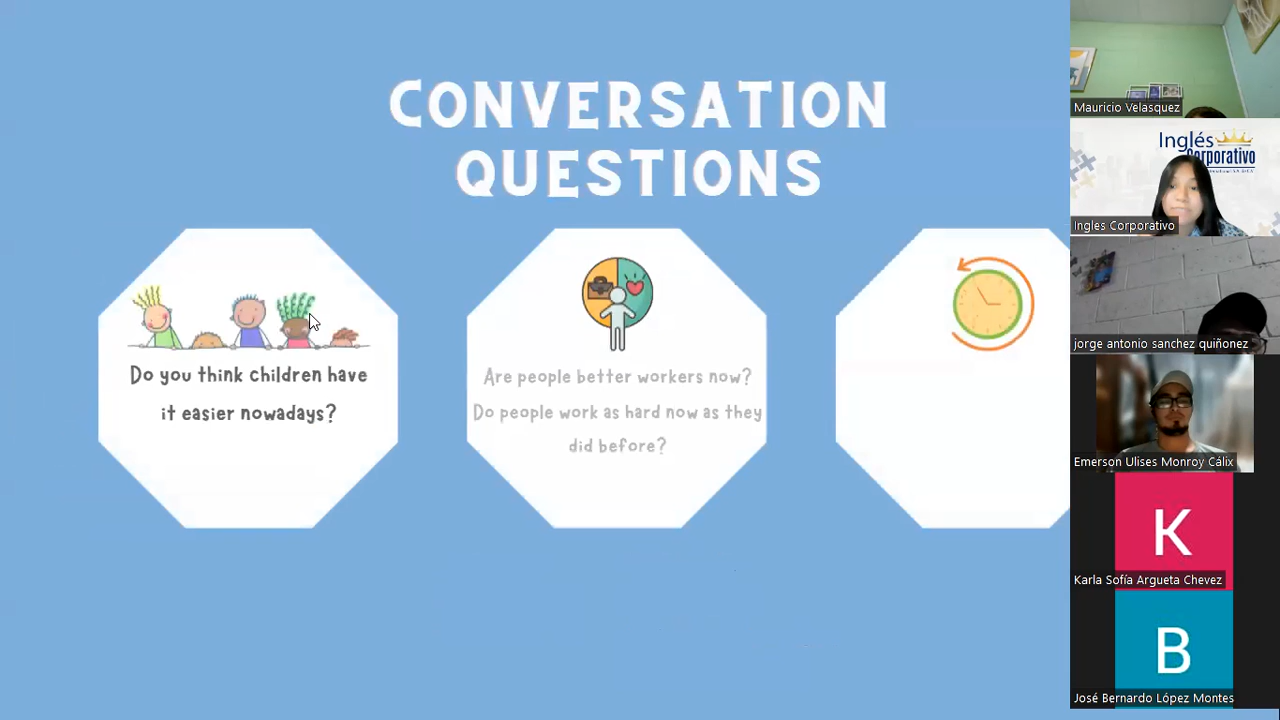 CONVERSATION
QUESTIONS
Do you think children have
it easier nowadays?
Are people better workers now?
Do people work as hard now as they
did before?
Mauricio Velasquez
Inglés
Corporativo
Ingles Corporativo
jorge antonio sanchez quiñonez
Emerson Ulises Monroy Cálix
K
Karla Sofía Argueta Chevez
B
José Bernardo López Montes